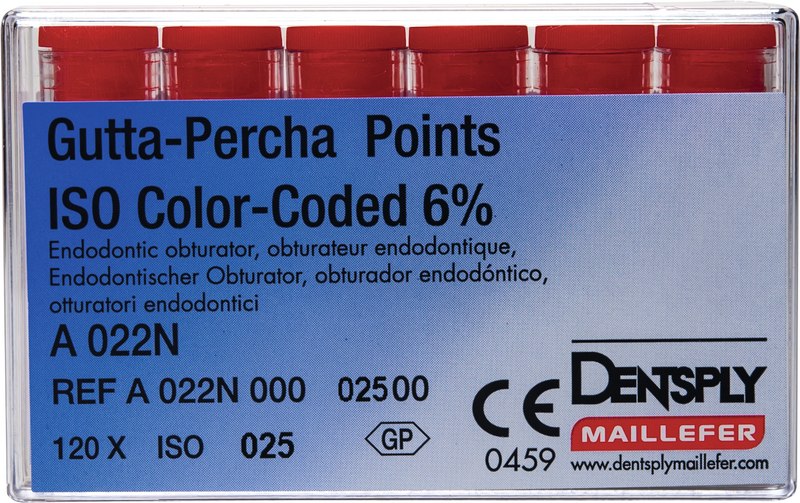 Gutta-Percha Points
ISO Color-Coded 6%
Endodontic obturator, obturateur endodontique,
Endodontischer Obturator, obturador endodóntico,
otturatori endodontici
A 022N
REF A 022N 000 02500
120 X ISO 025 GP
CE 0459
DENTSPLY
MAILLEFER
www.dentsplymaillefer.com